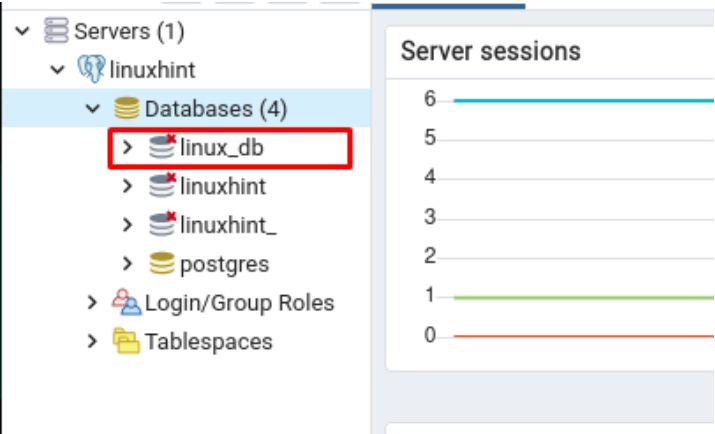 Servers (1)
linuxhint
Databases (4)
linux_db
linuxhint
linuxhint_
postgres
Login/Group Roles
Tablespaces
Server sessions
6
5
4
3
2
1
0